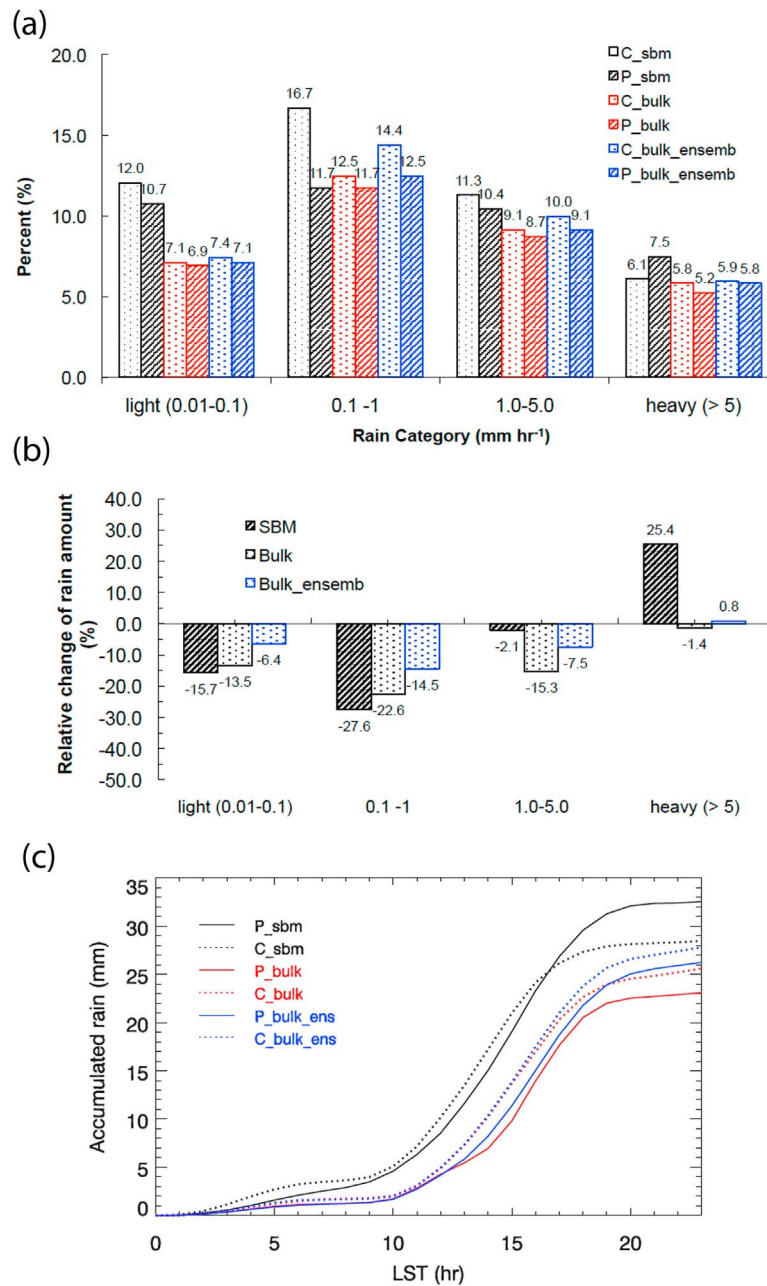 (a)
20.0
15.0
10.0
5.0
0.0
Percent (%)
C_sbm
P_sbm
C_bulk
P_bulk
C_bulk_ensemb
P_bulk_ensemb
12.0 10.7 7.1 6.9 7.4 7.1
16.7 11.7 12.5 11.7 14.4 12.5
11.3 10.4 9.1 8.7 10.0 9.1
6.1 7.5 5.8 5.2 5.9 5.8
light (0.01-0.1) 0.1 -1 1.0-5.0 heavy (> 5)
Rain Category (mm hr-1)
(b)
40.0
30.0
20.0
10.0
0.0
-10.0
-20.0
-30.0
-40.0
-50.0
Relative change of rain amount
(%)
SBM
Bulk
Bulk_ensemb
-15.7 -13.5 -6.4
-27.6 -22.6 -14.5
-2.1 -15.3 -7.5
25.4 -1.4 0.8
light (0.01-0.1) 0.1 -1 1.0-5.0 heavy (> 5)
(c)
35
30
25
20
15
10
5
0
Accumulated rain (mm)
P_sbm
C_sbm
P_bulk
C_bulk
P_bulk_ens
C_bulk_ens
0 5 10 15 20
LST (hr)